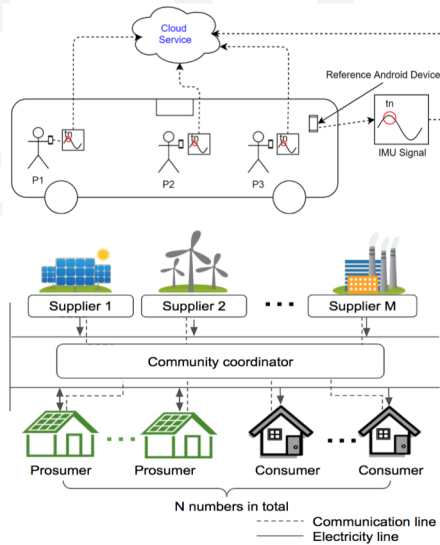 Cloud
Service
Reference Android Device
tn
tn
tn
tn
IMU Signal
P1
P2
P3
Supplier 1
Supplier 2
Supplier M
Community coordinator
Prosumer
Prosumer
Consumer
Consumer
N numbers in total
Communication line
Electricity line